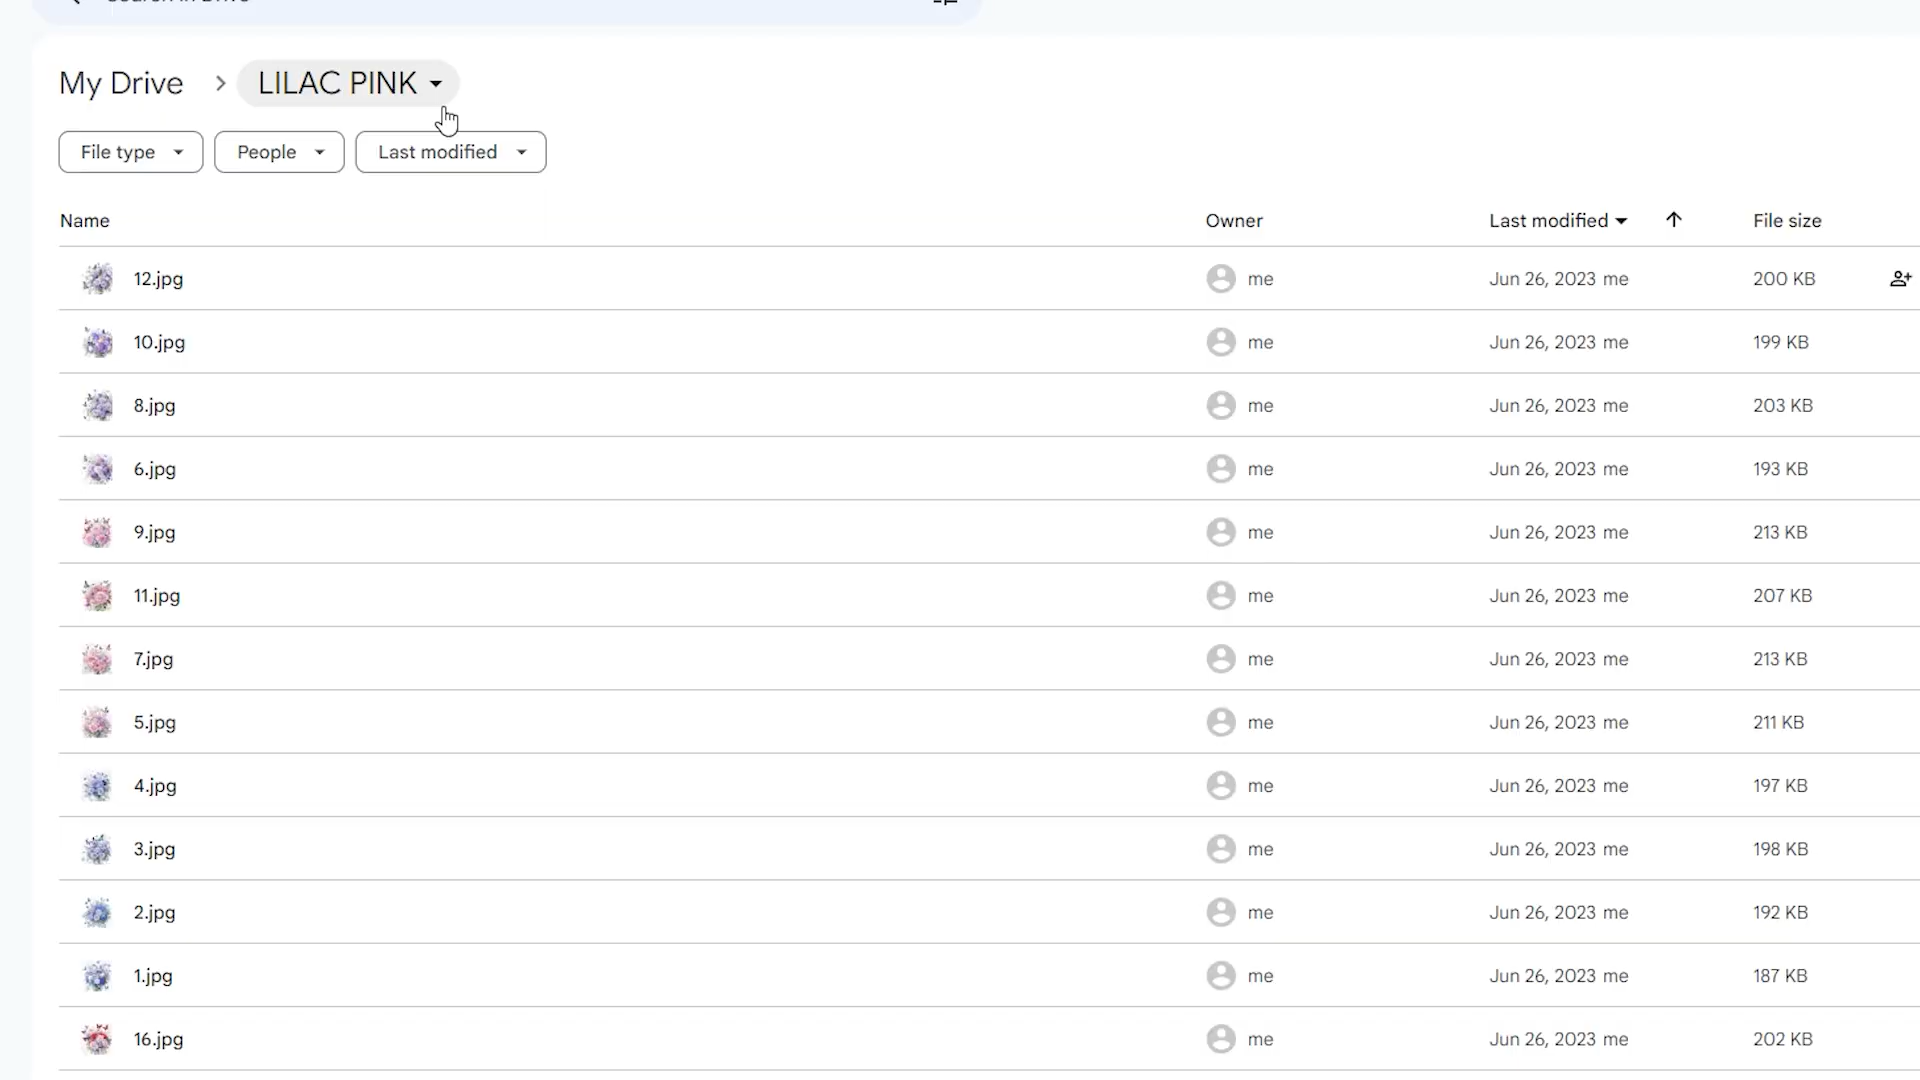 Search in Drive
My Drive > LILAC PINK
File type People Last modified
Name Owner Last modified File size
12.jpg me Jun 26, 2023 me 200 KB
10.jpg me Jun 26, 2023 me 199 KB
8.jpg me Jun 26, 2023 me 203 KB
6.jpg me Jun 26, 2023 me 193 KB
9.jpg me Jun 26, 2023 me 213 KB
11.jpg me Jun 26, 2023 me 207 KB
7.jpg me Jun 26, 2023 me 213 KB
5.jpg me Jun 26, 2023 me 211 KB
4.jpg me Jun 26, 2023 me 197 KB
3.jpg me Jun 26, 2023 me 198 KB
2.jpg me Jun 26, 2023 me 192 KB
1.jpg me Jun 26, 2023 me 187 KB
16.jpg me Jun 26, 2023 me 202 KB